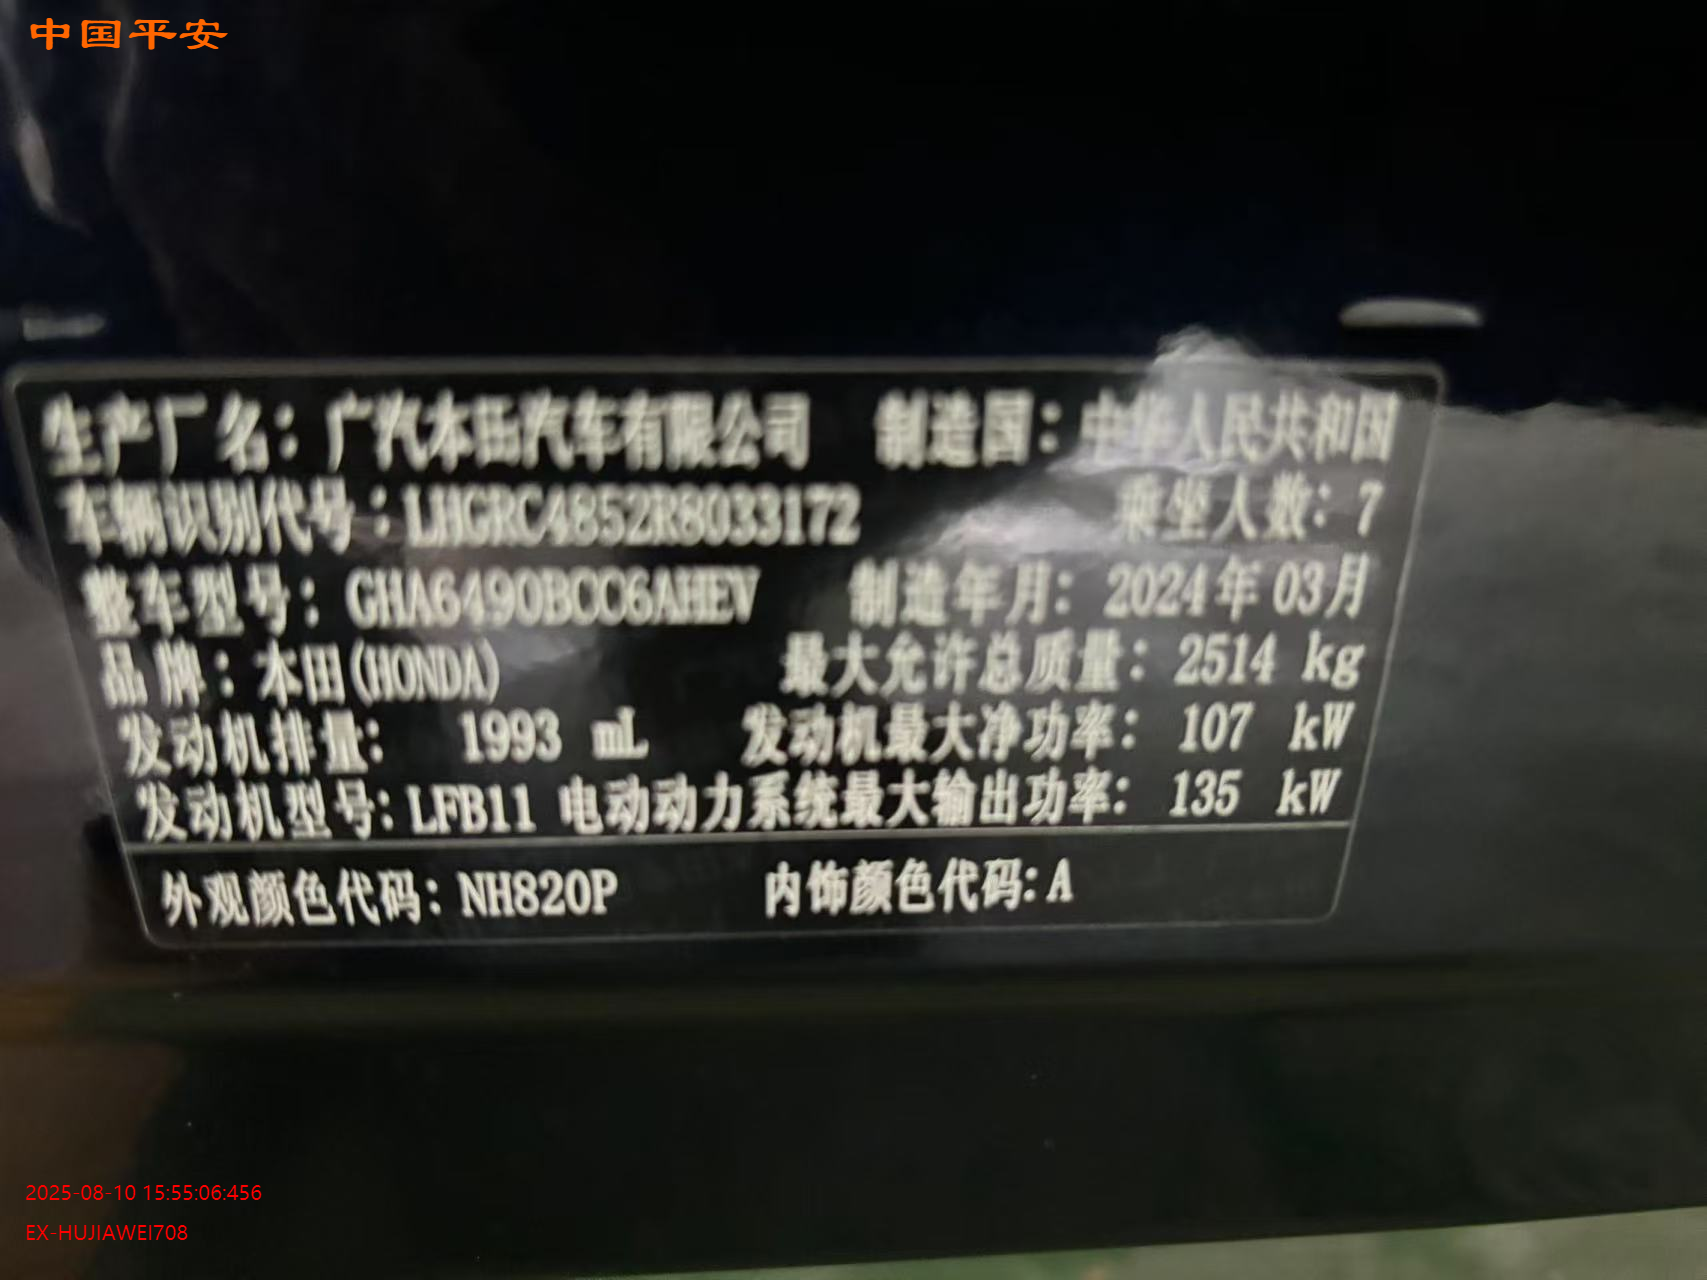 中国平安
生产厂名：广汽本田汽车有限公司 制造国：中华人民共和国
车辆识别代号：LHGRC4852R8033172 乘坐人数：7
整车型号：GHA6490BCC6AHEV 制造年月：2024年03月
品牌：本田(HONDA) 最大允许总质量：2514 kg
发动机排量： 1993 mL 发动机最大净功率： 107 kW
发动机型号：LFB11 电动动力系统最大输出功率： 135 kW
外观颜色代码：NH820P 内饰颜色代码：A
2025-08-10 15:55:06:456
EX-HUJIAWEI708